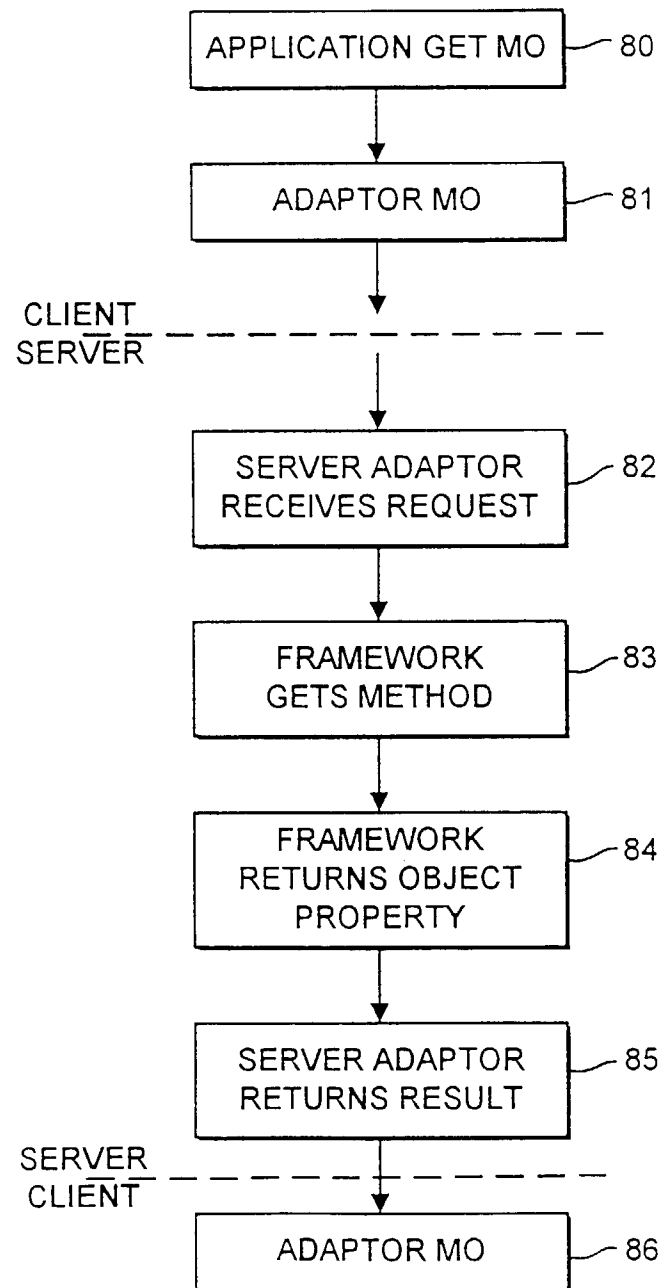 APPLICATION GET MO 80
ADAPTOR MO 81
CLIENT
SERVER
SERVER ADAPTOR
RECEIVES REQUEST 82
FRAMEWORK
GETS METHOD 83
FRAMEWORK
RETURNS OBJECT
PROPERTY 84
SERVER ADAPTOR
RETURNS RESULT 85
SERVER
CLIENT
ADAPTOR MO 86